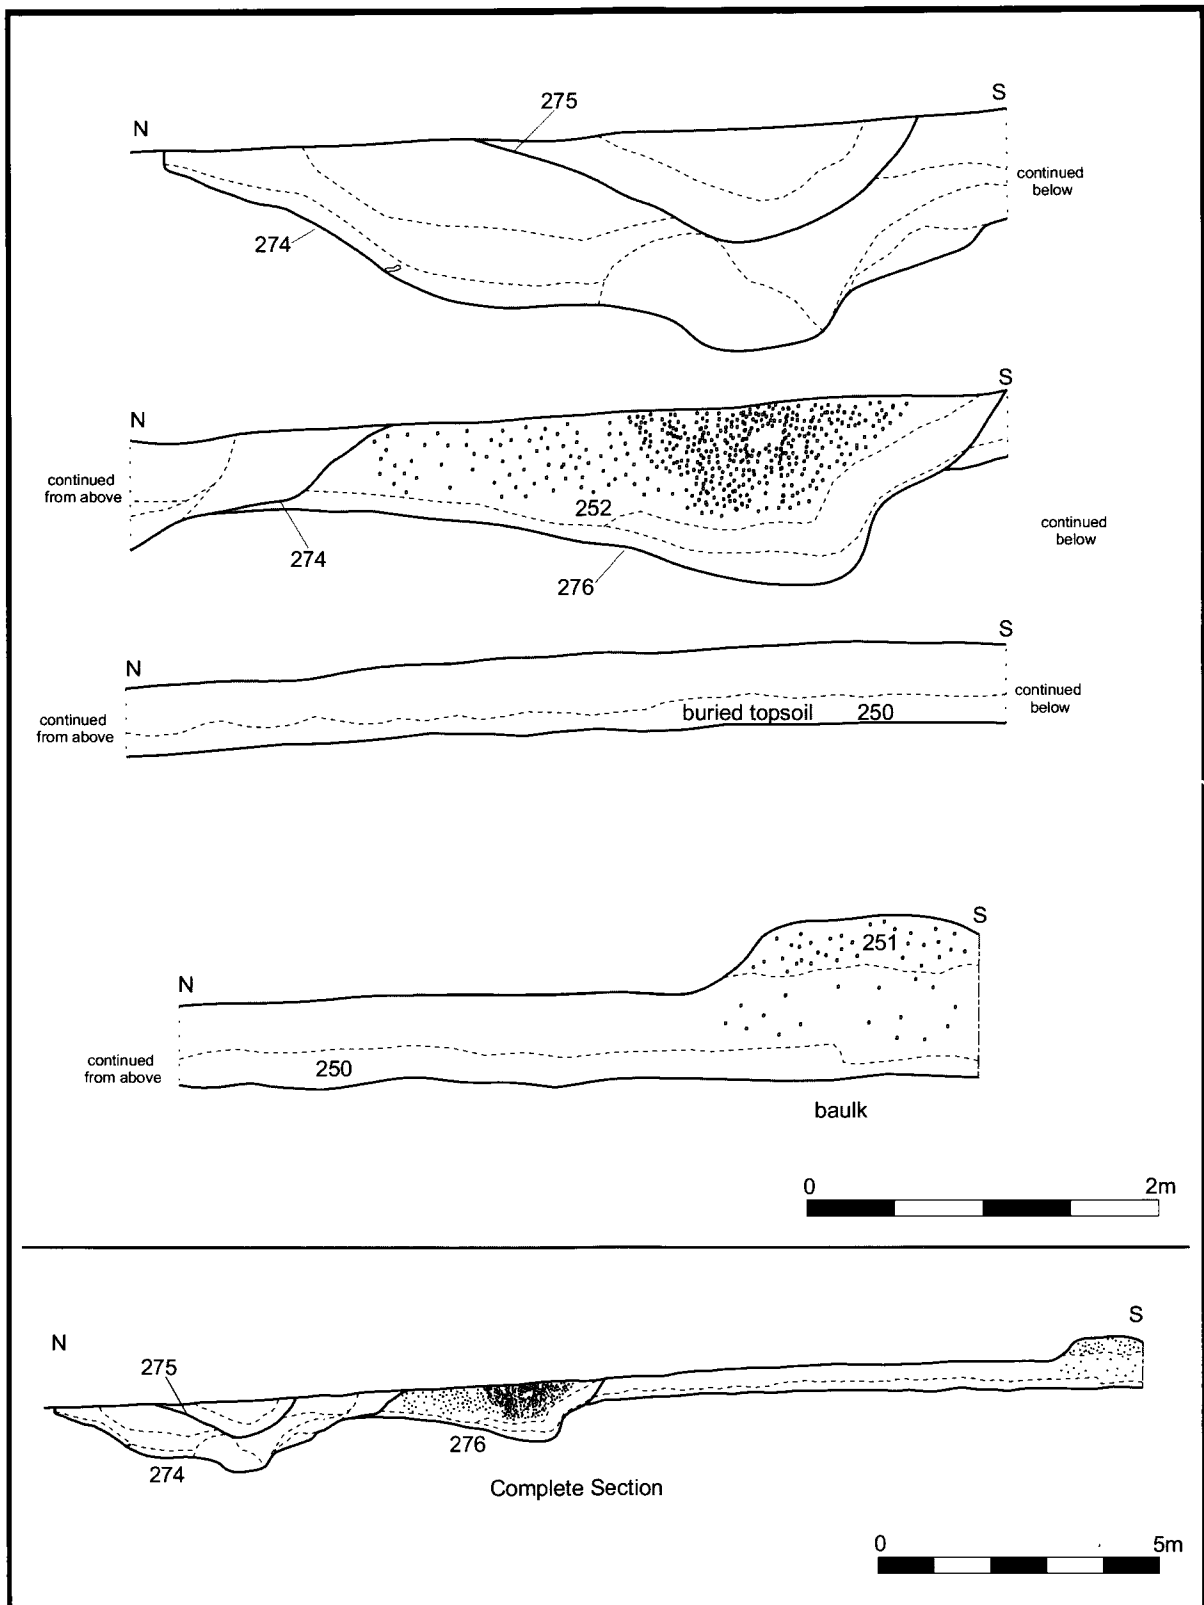 N
275
S
274
continued
below
N
S
continued
from above
252
274
276
continued
below
N
S
continued
from above
buried topsoil 250
continued
below
N
251
S
continued
from above
250
baulk
0 2m
N
S
275
274
276
Complete Section
0 5m